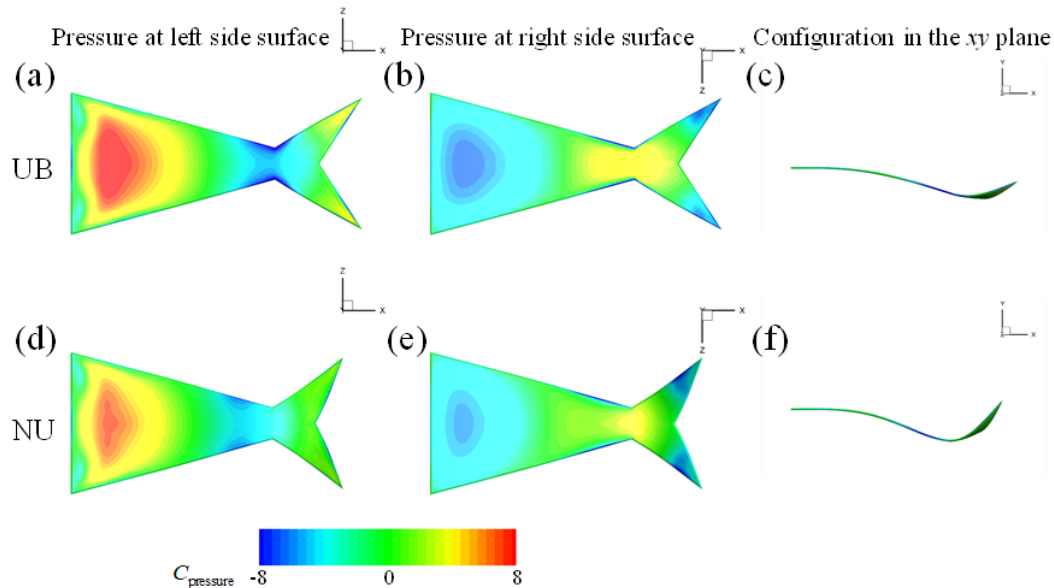 Pressure at left side surface
Z
X
Pressure at right side surface
X
Z
Configuration in the xy plane
Y
Z
X
(a)
(b)
(c)
UB
Z
X
X
Z
Y
Z
X
(d)
(e)
(f)
NU
C_pressure
-8
0
8